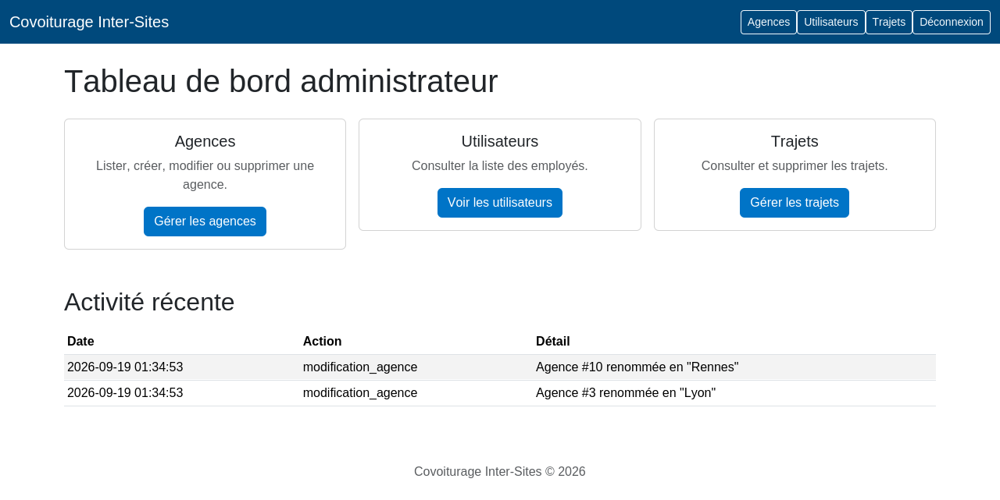 Covoiturage Inter-Sites
Agences
Utilisateurs
Trajets
Déconnexion
Tableau de bord administrateur
Agences
Lister, créer, modifier ou supprimer une
agence.
Gérer les agences
Utilisateurs
Consulter la liste des employés.
Voir les utilisateurs
Trajets
Consulter et supprimer les trajets.
Gérer les trajets
Activité récente
Date Action Détail
2026-09-19 01:34:53 modification_agence Agence #10 renommée en "Rennes"
2026-09-19 01:34:53 modification_agence Agence #3 renommée en "Lyon"
Covoiturage Inter-Sites © 2026